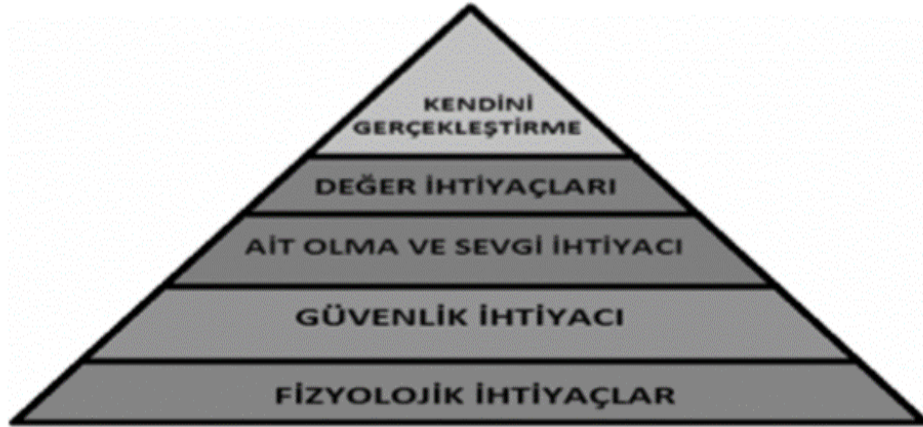 KENDİNİ
GERÇEKLEŞTİRME
DEĞER İHTİYAÇLARI
AİT OLMA VE SEVGİ İHTİYACI
GÜVENLİK İHTİYACI
FİZYOLOJİK İHTİYAÇLAR